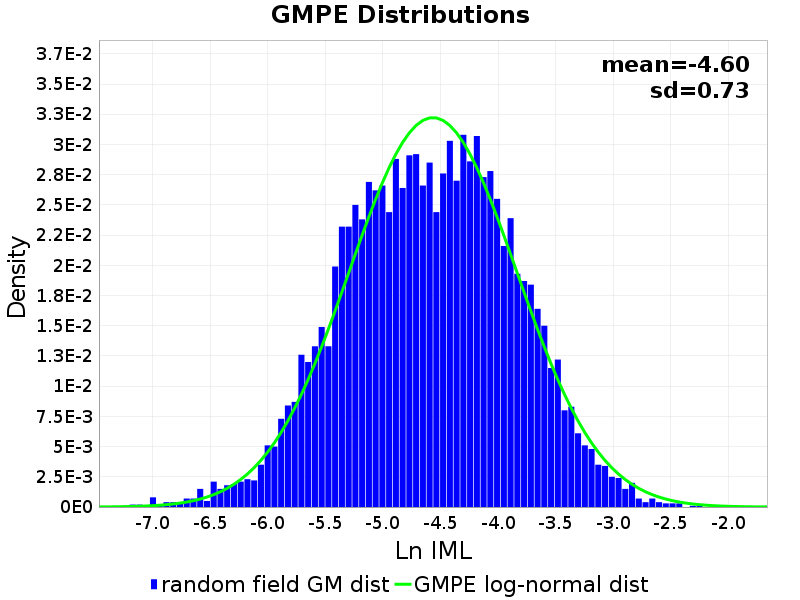 GMPE Distributions
mean=-4.60
sd=0.73
3.7E-2
3.5E-2
3.3E-2
3E-2
2.8E-2
2.5E-2
2.2E-2
2E-2
1.8E-2
1.5E-2
1.3E-2
1E-2
7.5E-3
5E-3
2.5E-3
0E0
Density
-7.0 -6.5 -6.0 -5.5 -5.0 -4.5 -4.0 -3.5 -3.0 -2.5 -2.0
Ln IML
random field GM dist GMPE log-normal dist